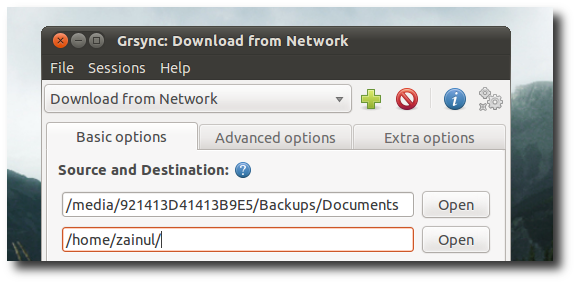 Grsync: Download from Network
File Sessions Help
Download from Network
Basic options Advanced options Extra options
Source and Destination:
/media/921413D41413B9E5/Backups/Documents Open
/home/zainul/ Open